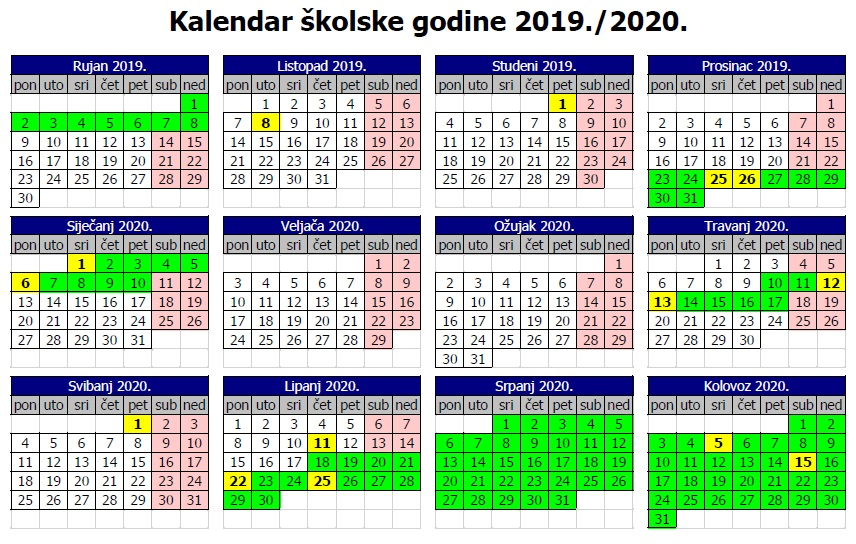 Kalendar školske godine 2019./2020.
Rujan 2019.
pon uto sri čet pet sub ned
1
2 3 4 5 6 7 8
9 10 11 12 13 14 15
16 17 18 19 20 21 22
23 24 25 26 27 28 29
30
Listopad 2019.
pon uto sri čet pet sub ned
1 2 3 4 5 6
7 8 9 10 11 12 13
14 15 16 17 18 19 20
21 22 23 24 25 26 27
28 29 30 31
Studeni 2019.
pon uto sri čet pet sub ned
1 2 3
4 5 6 7 8 9 10
11 12 13 14 15 16 17
18 19 20 21 22 23 24
25 26 27 28 29 30
Prosinac 2019.
pon uto sri čet pet sub ned
1
2 3 4 5 6 7 8
9 10 11 12 13 14 15
16 17 18 19 20 21 22
23 24 25 26 27 28 29
30 31
Siječanj 2020.
pon uto sri čet pet sub ned
1 2 3 4 5
6 7 8 9 10 11 12
13 14 15 16 17 18 19
20 21 22 23 24 25 26
27 28 29 30 31
Veljača 2020.
pon uto sri čet pet sub ned
1 2
3 4 5 6 7 8 9
10 11 12 13 14 15 16
17 18 19 20 21 22 23
24 25 26 27 28 29
Ožujak 2020.
pon uto sri čet pet sub ned
1
2 3 4 5 6 7 8
9 10 11 12 13 14 15
16 17 18 19 20 21 22
23 24 25 26 27 28 29
30 31
Travanj 2020.
pon uto sri čet pet sub ned
1 2 3 4 5
6 7 8 9 10 11 12
13 14 15 16 17 18 19
20 21 22 23 24 25 26
27 28 29 30
Svibanj 2020.
pon uto sri čet pet sub ned
1 2 3
4 5 6 7 8 9 10
11 12 13 14 15 16 17
18 19 20 21 22 23 24
25 26 27 28 29 30 31
Lipanj 2020.
pon uto sri čet pet sub ned
1 2 3 4 5 6 7
8 9 10 11 12 13 14
15 16 17 18 19 20 21
22 23 24 25 26 27 28
29 30
Srpanj 2020.
pon uto sri čet pet sub ned
1 2 3 4 5
6 7 8 9 10 11 12
13 14 15 16 17 18 19
20 21 22 23 24 25 26
27 28 29 30 31
Kolovoz 2020.
pon uto sri čet pet sub ned
1 2
3 4 5 6 7 8 9
10 11 12 13 14 15 16
17 18 19 20 21 22 23
24 25 26 27 28 29 30
31